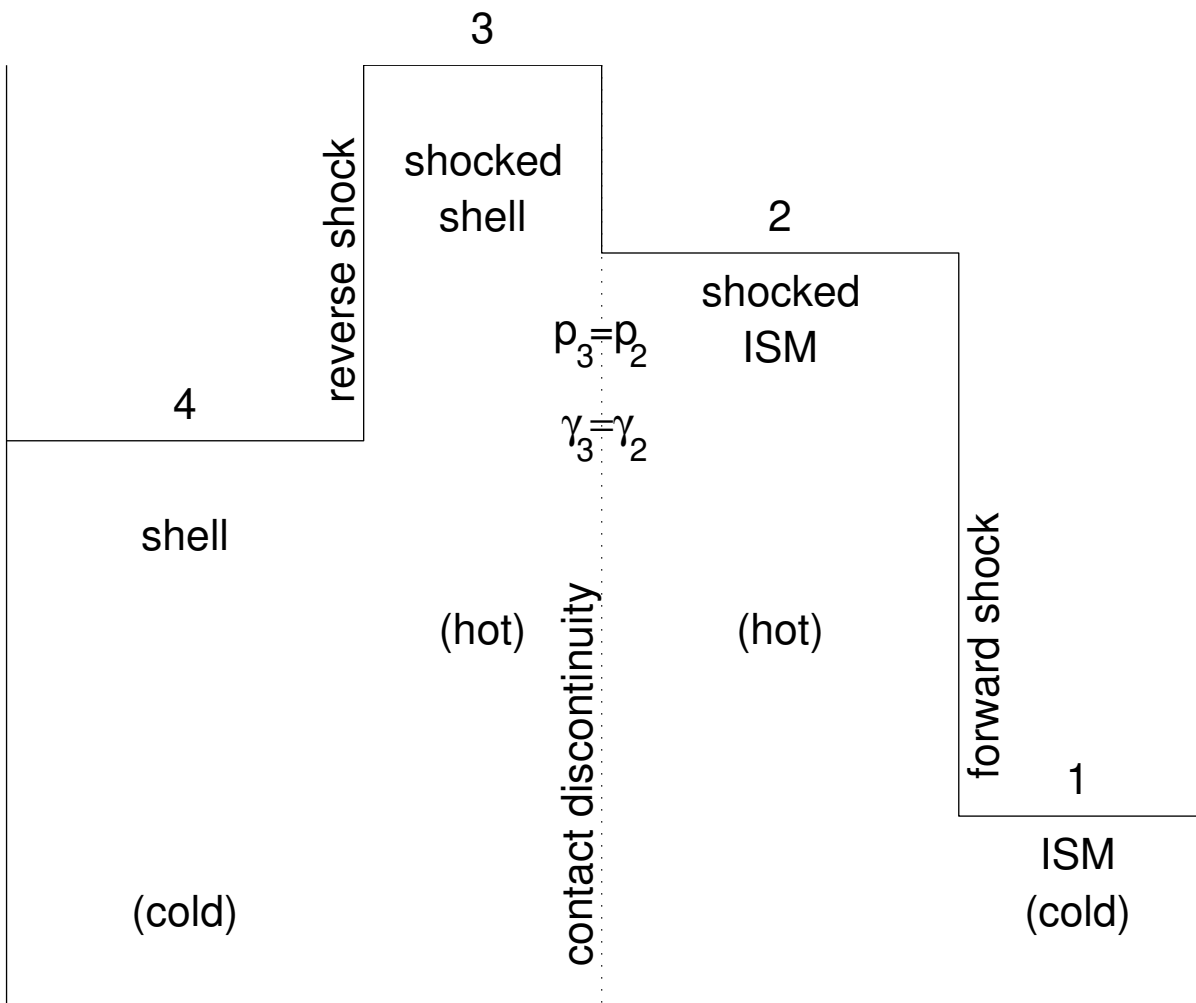 3
shocked
shell
reverse shock
2
shocked
ISM
p₃=p₂
4
γ₃=γ₂
shell
forward shock
contact discontinuity
(hot)
(hot)
1
ISM
(cold)
(cold)